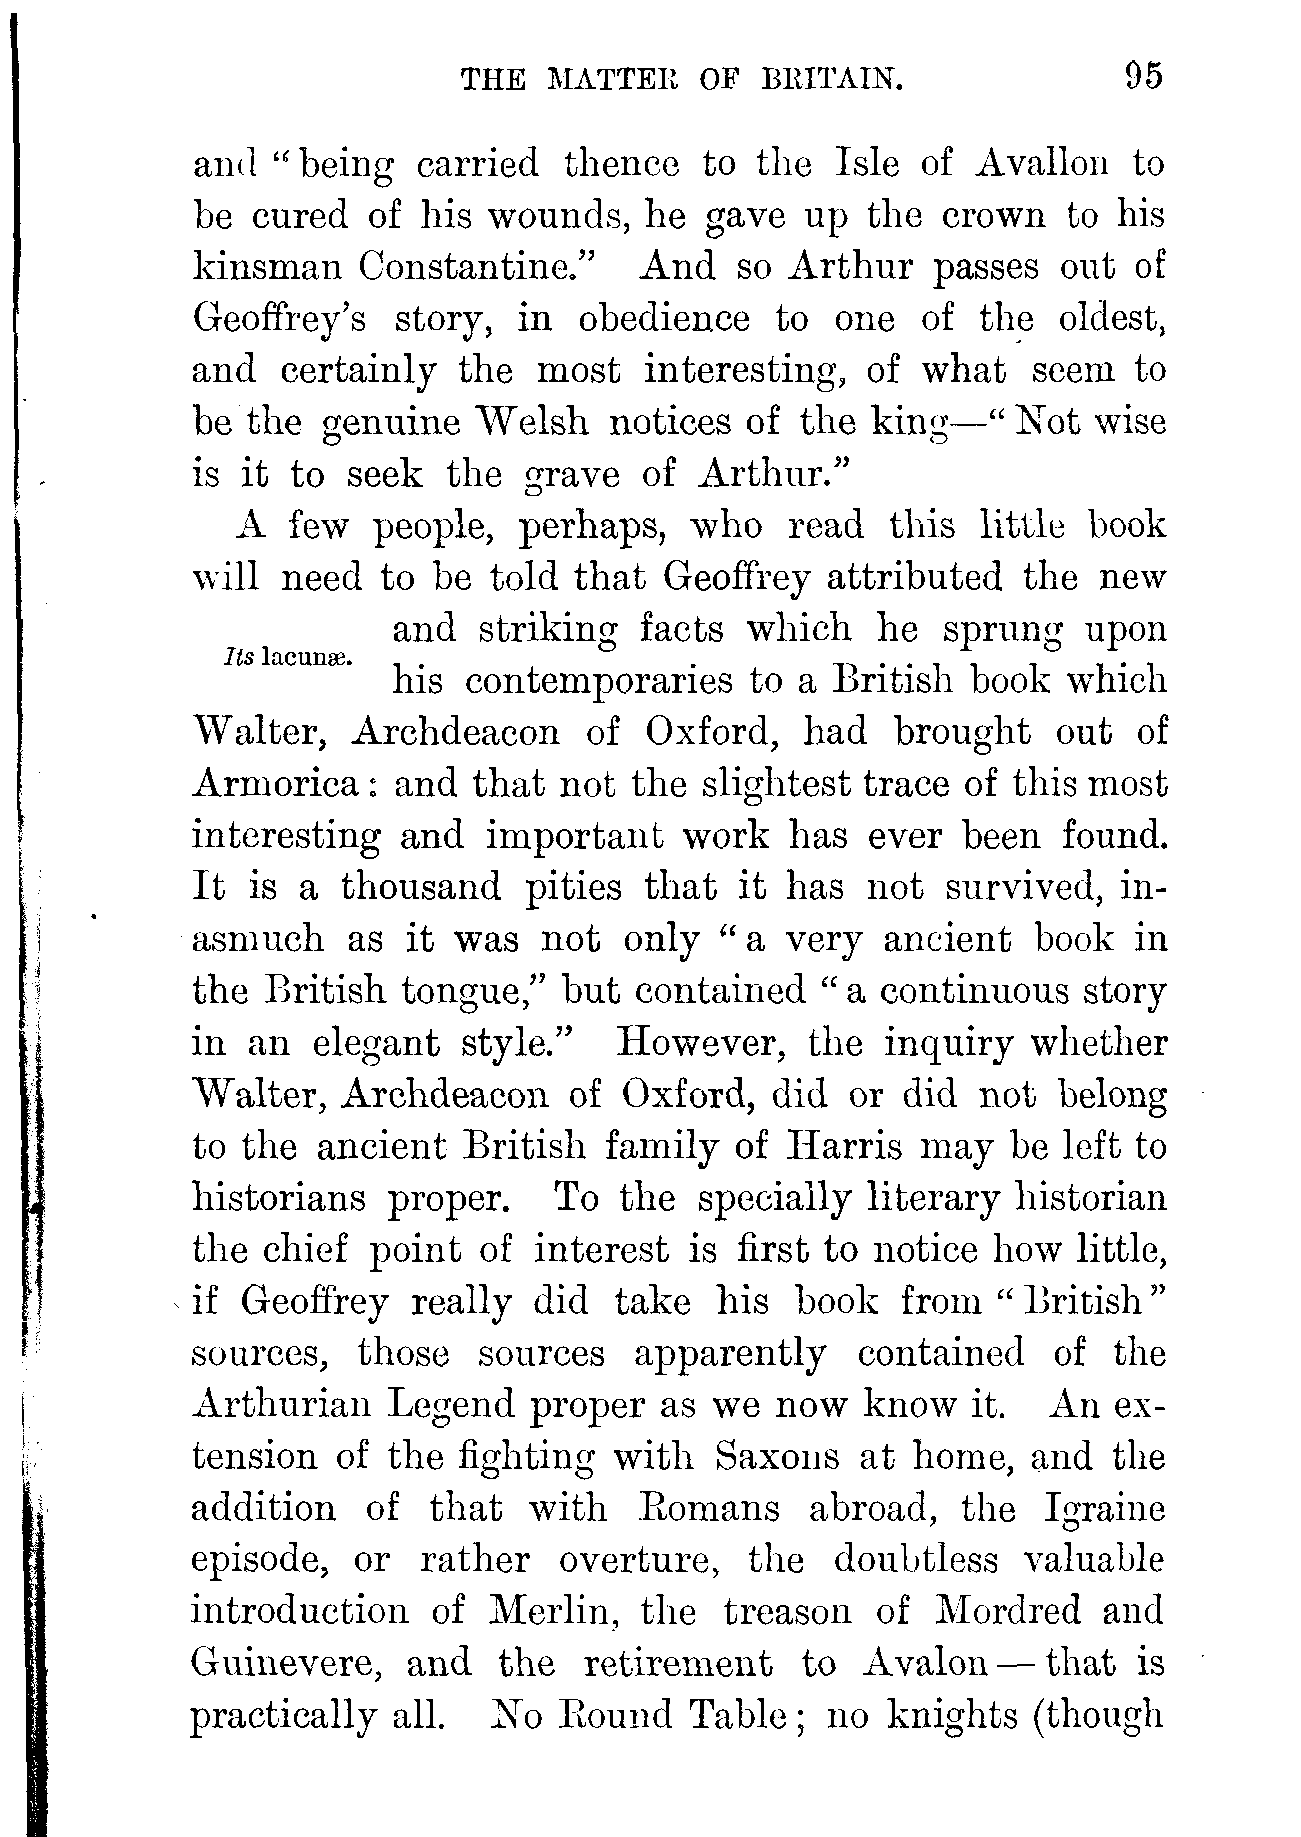 THE MATTER OF BRITAIN. 95
and “being carried thence to the Isle of Avallon to
be cured of his wounds, he gave up the crown to his
kinsman Constantine.” And so Arthur passes out of
Geoffrey’s story, in obedience to one of the oldest,
and certainly the most interesting, of what seem to
be the genuine Welsh notices of the king—“Not wise
is it to seek the grave of Arthur.”
A few people, perhaps, who read this little book
will need to be told that Geoffrey attributed the new
and striking facts which he sprung upon
Its lacunæ.
his contemporaries to a British book which
Walter, Archdeacon of Oxford, had brought out of
Armorica: and that not the slightest trace of this most
interesting and important work has ever been found.
It is a thousand pities that it has not survived, in-
asmuch as it was not only “a very ancient book in
the British tongue,” but contained “a continuous story
in an elegant style.” However, the inquiry whether
Walter, Archdeacon of Oxford, did or did not belong
to the ancient British family of Harris may be left to
historians proper. To the specially literary historian
the chief point of interest is first to notice how little,
if Geoffrey really did take his book from “British”
sources, those sources apparently contained of the
Arthurian Legend proper as we now know it. An ex-
tension of the fighting with Saxons at home, and the
addition of that with Romans abroad, the Igraine
episode, or rather overture, the doubtless valuable
introduction of Merlin, the treason of Mordred and
Guinevere, and the retirement to Avalon — that is
practically all. No Round Table; no knights (though